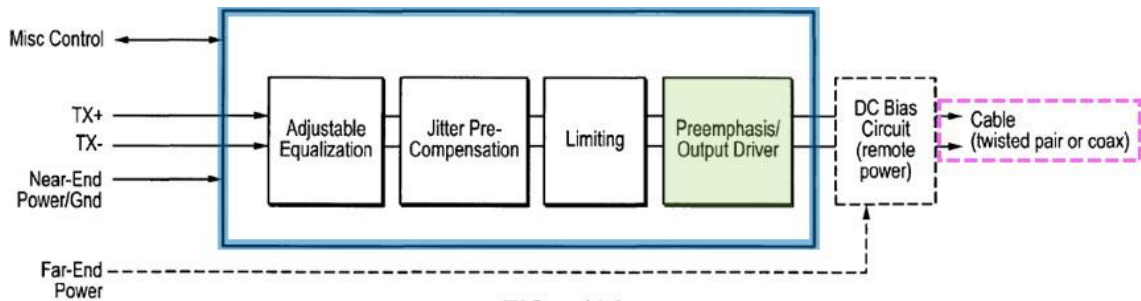 Misc Control
TX+
TX-
Near-End
Power/Gnd
Far-End
Power
Adjustable
Equalization
Jitter Pre-
Compensation
Limiting
Preemphasis/
Output Driver
DC Bias
Circuit
(remote
power)
Cable
(twisted pair or coax)